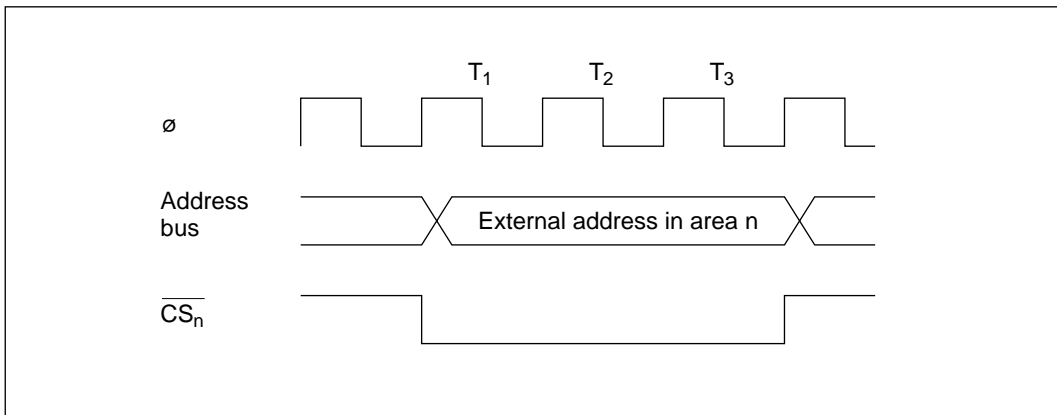 T1 T2 T3
ø
Address
bus
External address in area n
CSn